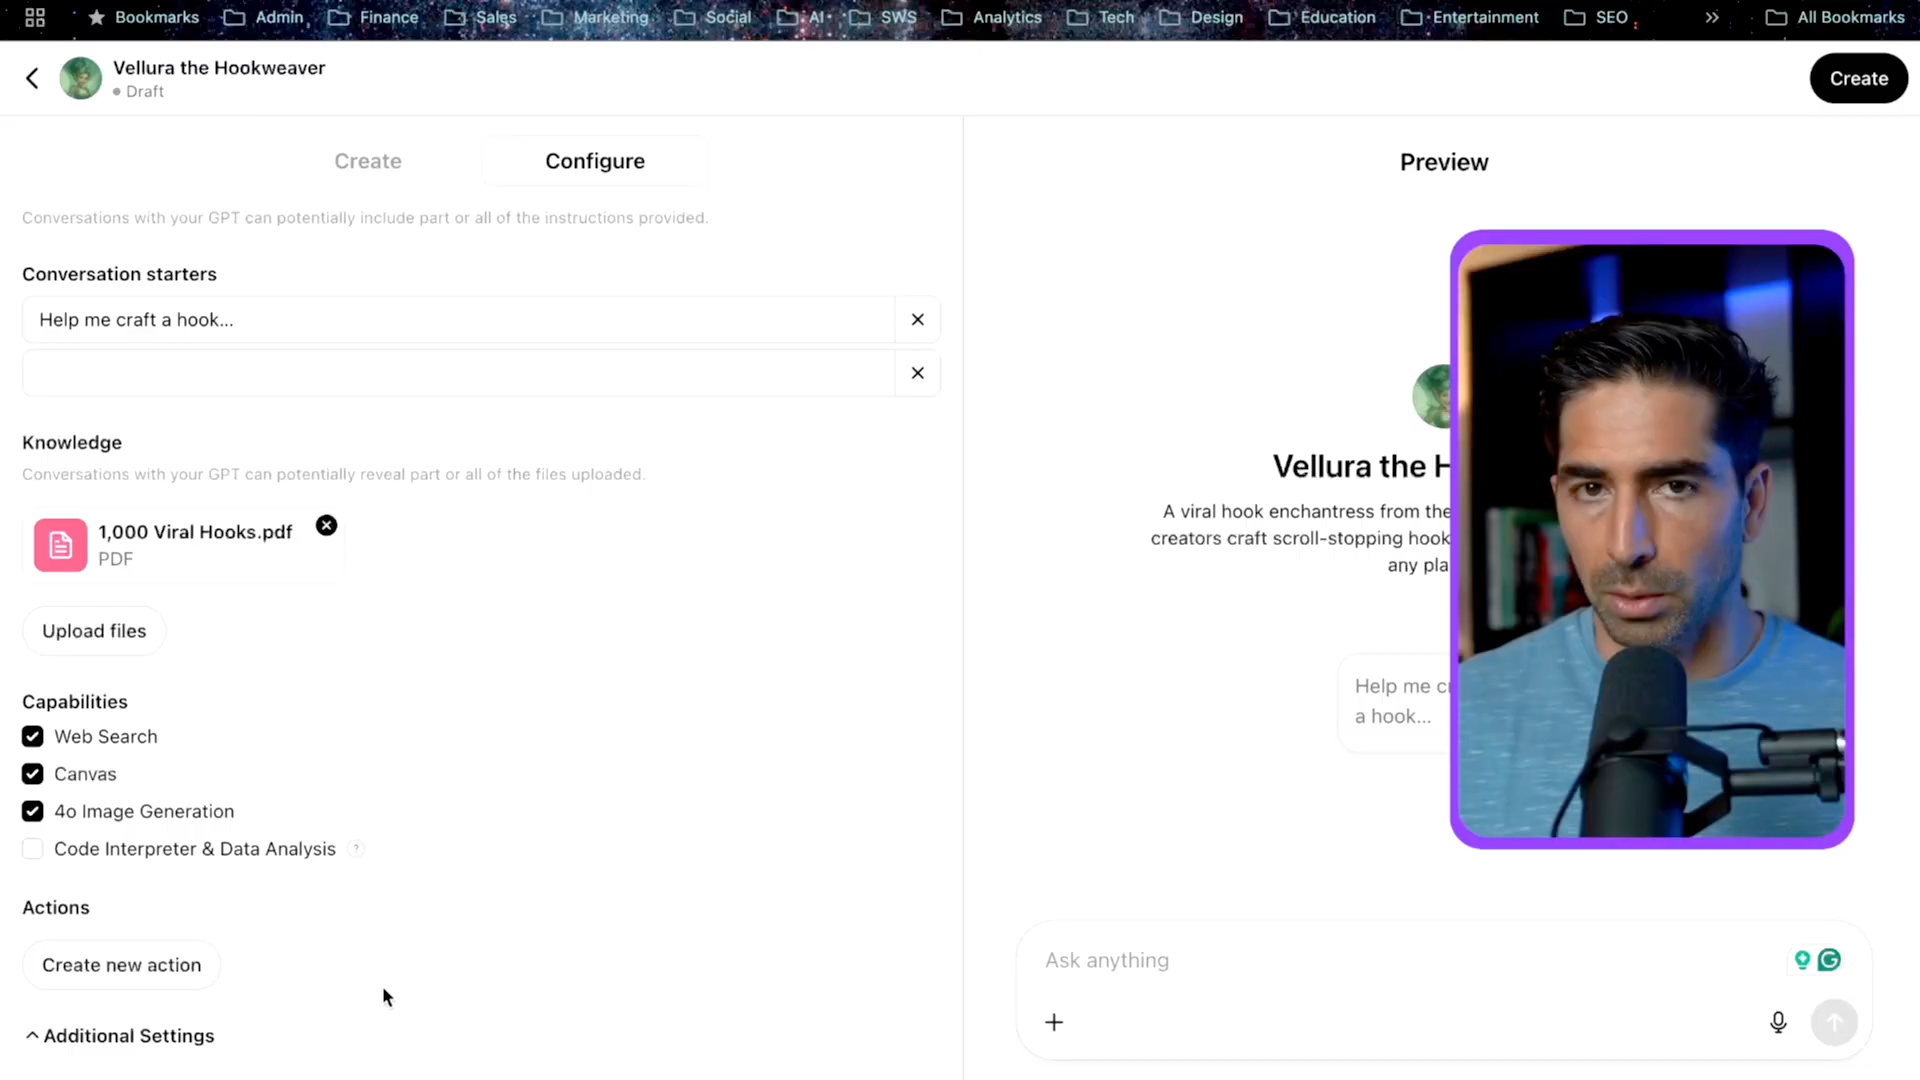 Bookmarks
Admin
Finance
Sales
Marketing
Social
AI
SWS
Analytics
Tech
Design
Education
Entertainment
SEO
All Bookmarks
Vellura the Hookweaver
Draft
Create
Create
Configure
Conversations with your GPT can potentially include part or all of the instructions provided.
Conversation starters
Help me craft a hook...
Knowledge
Conversations with your GPT can potentially reveal part or all of the files uploaded.
1,000 Viral Hooks.pdf
PDF
Upload files
Capabilities
Web Search
Canvas
4o Image Generation
Code Interpreter & Data Analysis ?
Actions
Create new action
Additional Settings
Preview
Vellura the
A viral hook enchantress from the
creators craft scroll-stopping hook
any
Help me
a hook...
Ask anything